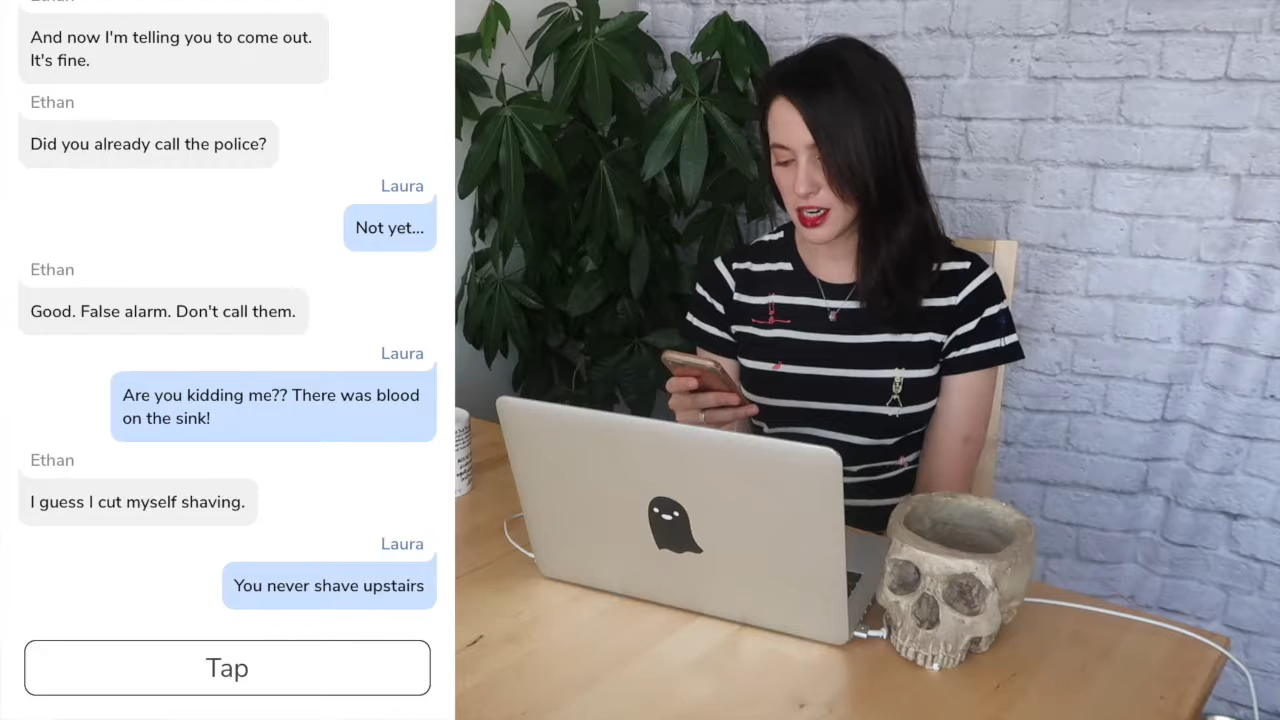 And now I'm telling you to come out.
It's fine.
Ethan
Did you already call the police?
Laura
Not yet...
Ethan
Good. False alarm. Don't call them.
Laura
Are you kidding me?? There was blood
on the sink!
Ethan
I guess I cut myself shaving.
Laura
You never shave upstairs
Tap